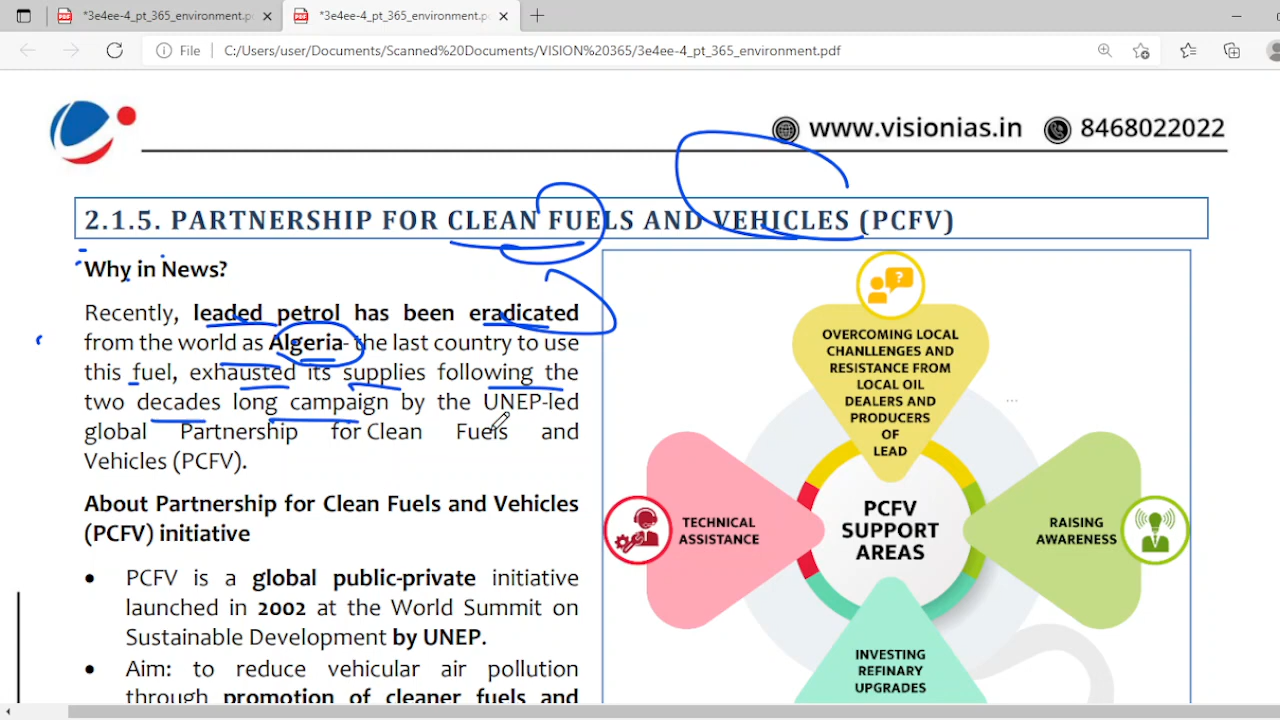 *3e4ee-4_pt_365_environment.p
*3e4ee-4_pt_365_environment.p
File
C:/Users/user/Documents/Scanned%20Documents/VISION%20365/3e4ee-4_pt_365_environment.pdf
www.visionias.in 8468022022
2.1.5. PARTNERSHIP FOR CLEAN FUELS AND VEHICLES (PCFV)
Why in News?
Recently, leaded petrol has been eradicated
from the world as Algeria- the last country to use
this fuel, exhausted its supplies following the
two decades long campaign by the UNEP-led
global Partnership for Clean Fuels and
Vehicles (PCFV).
About Partnership for Clean Fuels and Vehicles
(PCFV) initiative
• PCFV is a global public-private initiative
launched in 2002 at the World Summit on
Sustainable Development by UNEP.
• Aim: to reduce vehicular air pollution
through promotion of cleaner fuels and
?
OVERCOMING LOCAL
CHANLLENGES AND
RESISTANCE FROM
LOCAL OIL
DEALERS AND
PRODUCERS
OF
LEAD
TECHNICAL
ASSISTANCE
PCFV
SUPPORT
AREAS
RAISING
AWARENESS
INVESTING
REFINARY
UPGRADES